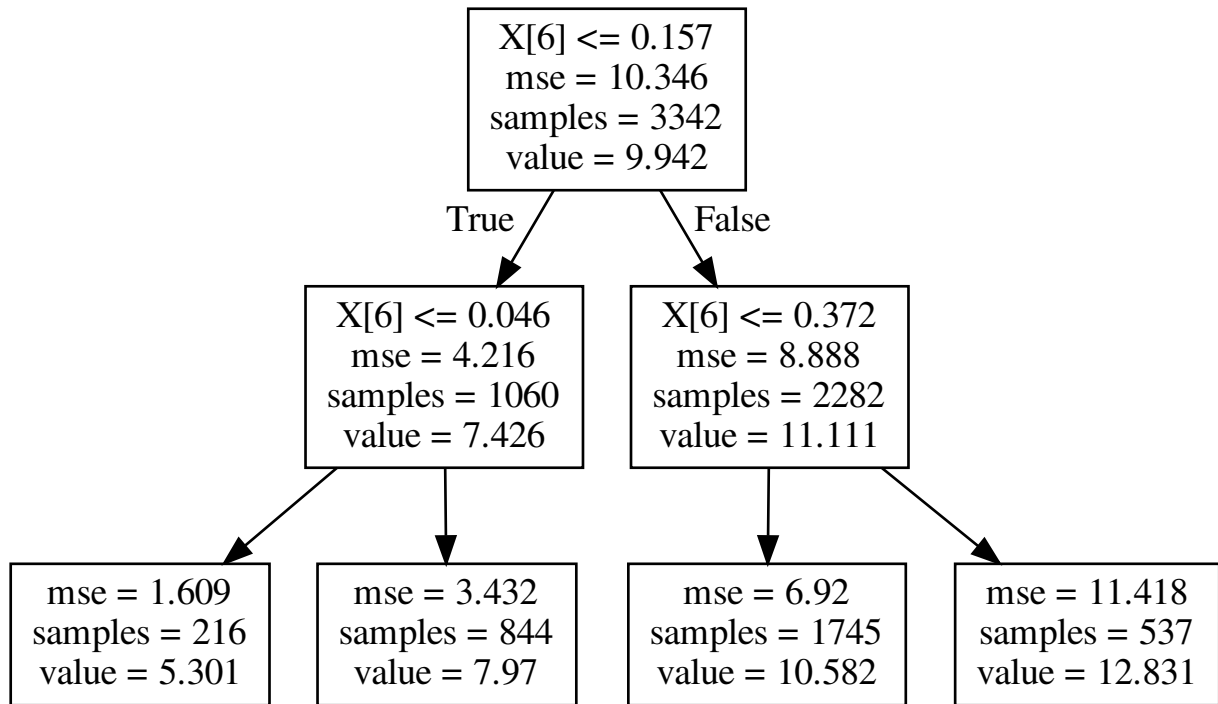 X[6] <= 0.157
mse = 10.346
samples = 3342
value = 9.942
True
False
X[6] <= 0.046
mse = 4.216
samples = 1060
value = 7.426
X[6] <= 0.372
mse = 8.888
samples = 2282
value = 11.111
mse = 1.609
samples = 216
value = 5.301
mse = 3.432
samples = 844
value = 7.97
mse = 6.92
samples = 1745
value = 10.582
mse = 11.418
samples = 537
value = 12.831